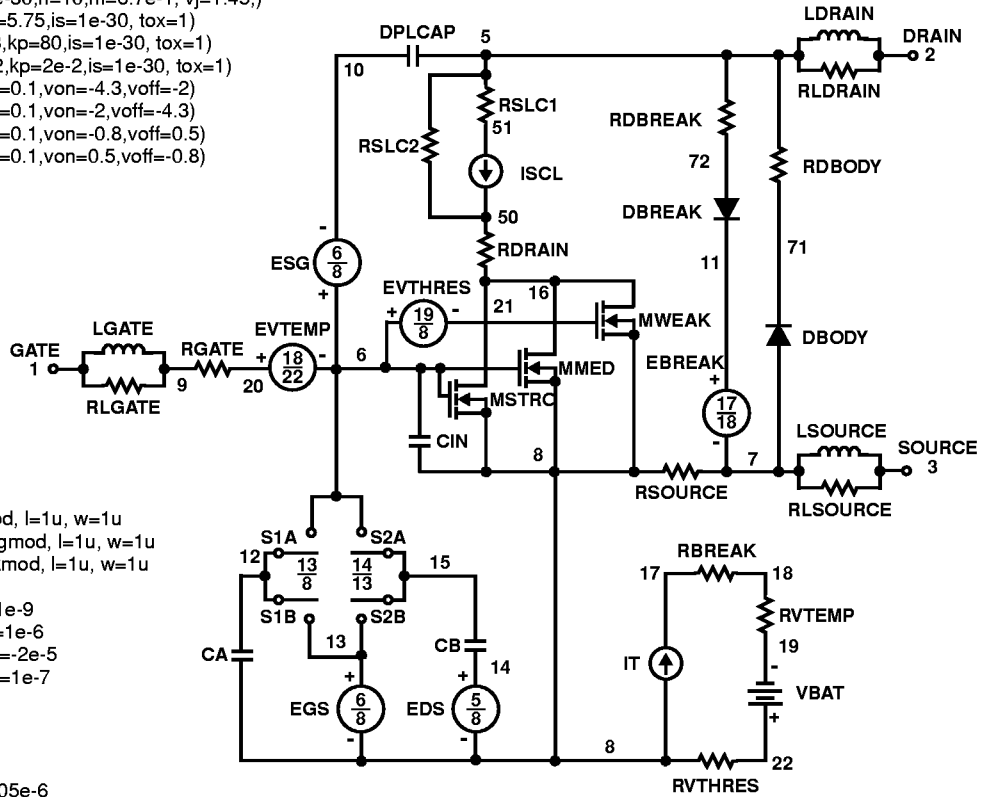 =5.75,is=1e-30, tox=1)
,kp=80,is=1e-30, tox=1)
,kp=2e-2,is=1e-30, tox=1)
=0.1,von=-4.3,voff=-2)
=0.1,von=-2,voff=-4.3)
=0.1,von=-0.8,voff=0.5)
=0.1,von=0.5,voff=-0.8)
LDRAIN
DPLCAP 5
DRAIN
2
10
RLDRAIN
RSLC1
51
RDBREAK
RSLC2
72
RDBODY
ISCL
50
DBREAK
-
RDRAIN
71
ESG 6
8
11
+
EVTHRES
16
+ 19 -
8
21
MWEAK
LGATE
EVTEMP
GATE
1
RGATE
+ 18 -
22
6
MMED
EBREAK
DBODY
9
20
+
RLGATE
MSTRO
17
18
-
LSOURCE
CIN
8
7
SOURCE
3
RSOURCE
RLSOURCE
od, l=1u, w=1u
gmod, l=1u, w=1u
kmod, l=1u, w=1u
S1A
S2A
12
13
8
14
13
15
RBREAK
17
18
1e-9
=1e-6
=-2e-5
=1e-7
S1B
S2B
RVTEMP
13
CB
19
CA
14
IT
-
+
+
VBAT
EGS 6
8
EDS 5
8
+
-
-
8
22
RVTHRES
05e-6